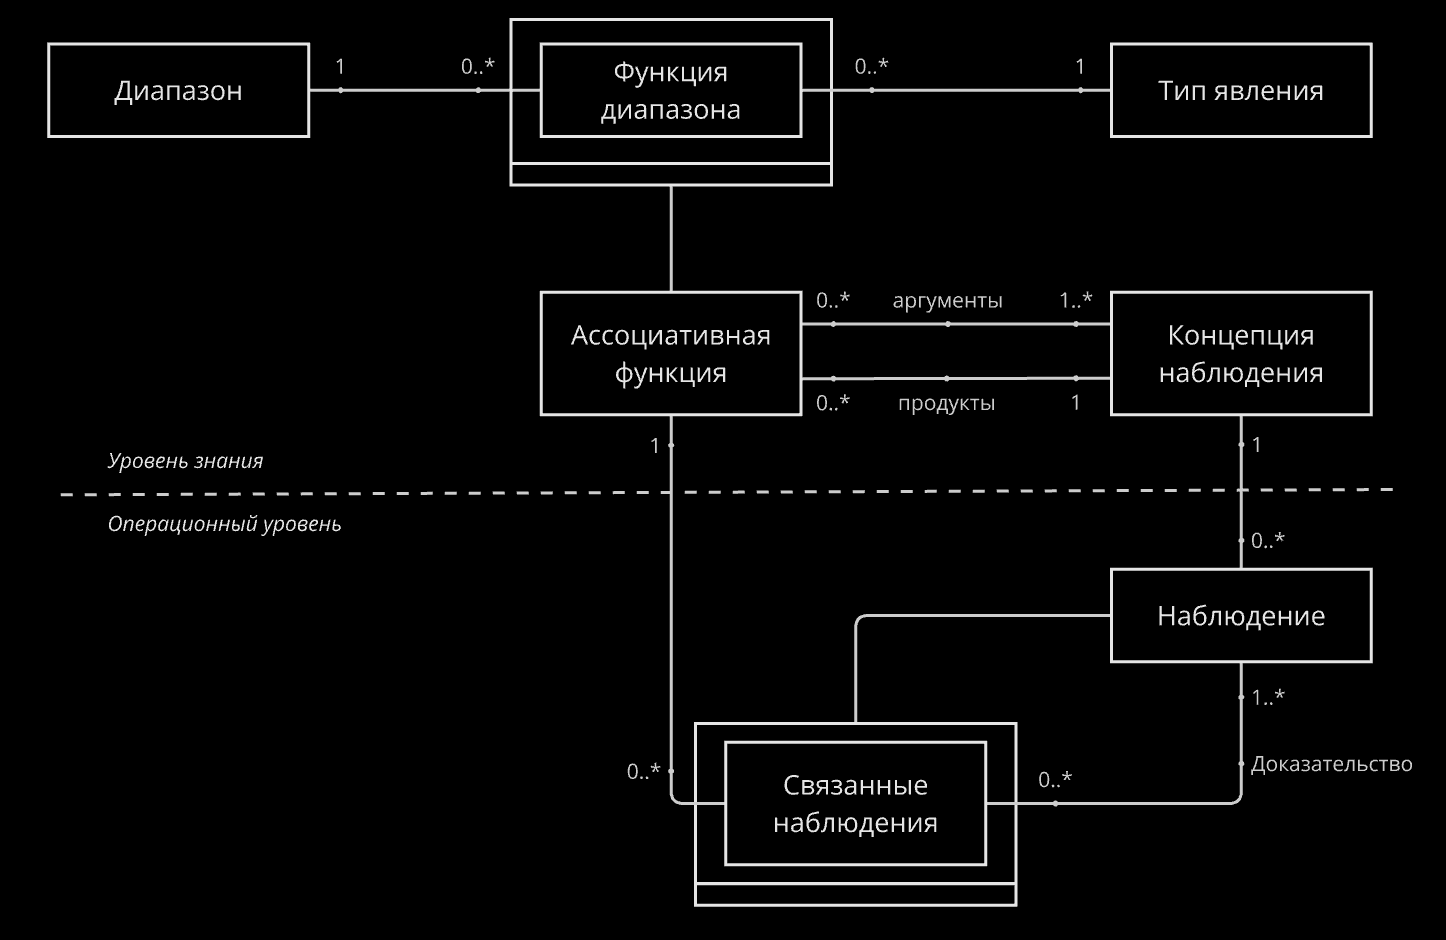 Диапазон
1
0..*
Функция
диапазона
0..*
1
Тип явления
Ассоциативная
функция
0..*
аргументы
1..*
0..*
продукты
1
Концепция
наблюдения
1
1
Уровень знания
Операционный уровень
0..*
Наблюдение
1..*
Доказательство
0..*
0..*
Связанные
наблюдения